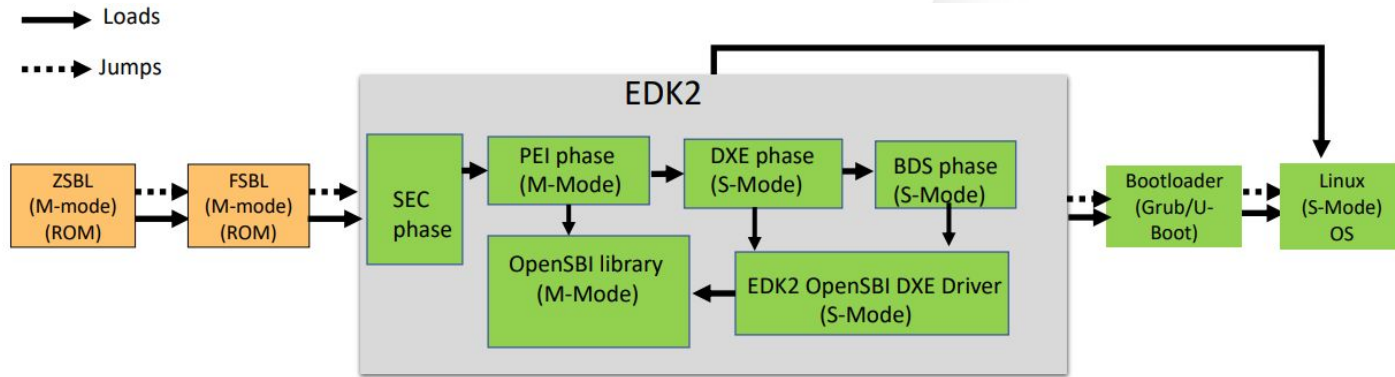 Loads
Jumps
EDK2
ZSBL
(M-mode)
(ROM)
FSBL
(M-mode)
(ROM)
SEC
phase
PEI phase
(M-Mode)
DXE phase
(S-Mode)
BDS phase
(S-Mode)
OpenSBI library
(M-Mode)
EDK2 OpenSBI DXE Driver
(S-Mode)
Bootloader
(Grub/U-
Boot)
Linux
(S-Mode)
OS